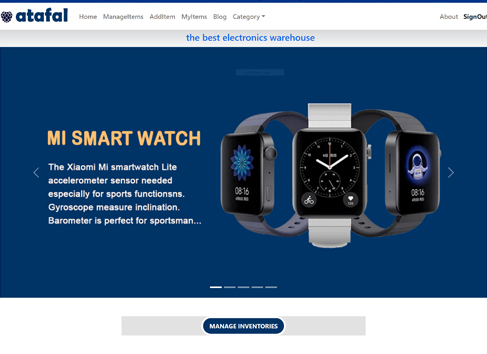 atafal
Home ManageItems AddItem MyItems Blog Category About SignOut
the best electronics warehouse
MI SMART WATCH
The Xiaomi Mi smartwatch Lite
accelerometer sensor needed
especially for sports functionsns.
Gyroscope measure inclination.
Barometer is perfect for sportsman...
08:16
08:16
MANAGE INVENTORIES